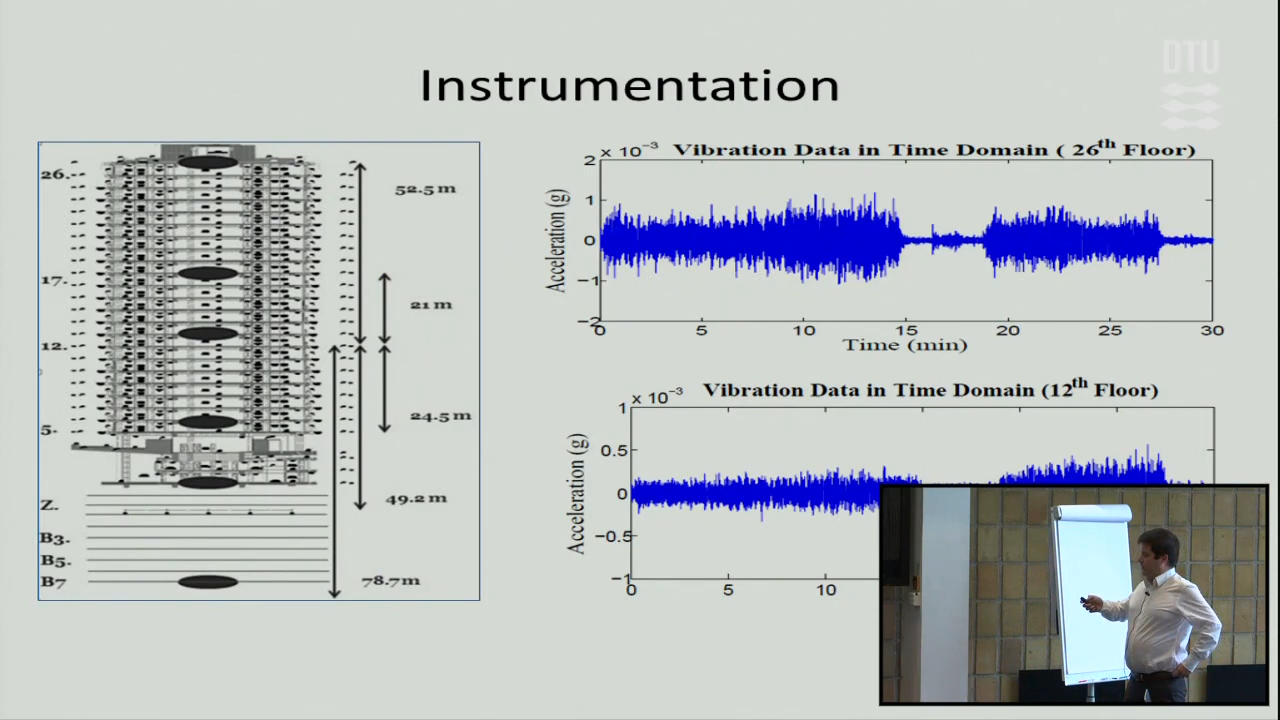 DTU
Instrumentation
26.
52.5 m
17.
21 m
12.
24.5 m
5.
Z.
49.2 m
B3.
B5.
B7
78.7m
× 10⁻³ Vibration Data in Time Domain ( 26th Floor)
2
1
0
−1
−2
Acceleration (g)
0 5 10 15 20 25 30
Time (min)
× 10⁻³ Vibration Data in Time Domain (12th Floor)
1
0.5
0
−0.5
−1
Acceleration (g)
0 5 10